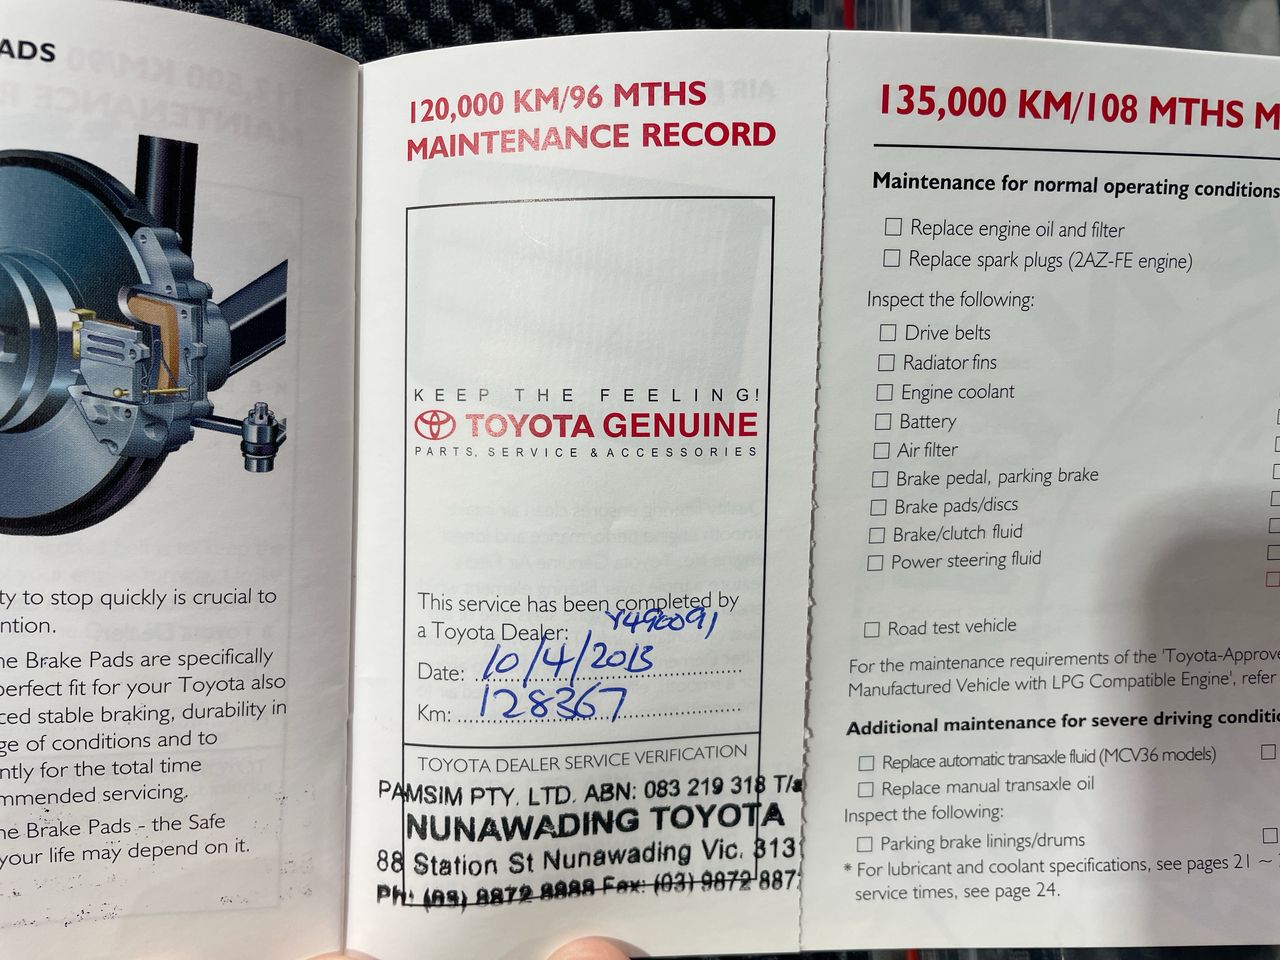 ADS
ty to stop quickly is crucial to
ntion.
ne Brake Pads are specifically
perfect fit for your Toyota also
ced stable braking, durability in
ge of conditions and to
ntly for the total time
mmended servicing.
ne Brake Pads - the Safe
your life may depend on it.
120,000 KM/96 MTHS
MAINTENANCE RECORD
KEEP THE FEELING!
TOYOTA GENUINE
PARTS, SERVICE & ACCESSORIES
This service has been completed by
a Toyota Dealer: Y490091
Date: 10/4/2013
Km: 128367
TOYOTA DEALER SERVICE VERIFICATION
PAMSIM PTY. LTD. ABN: 083 219 318 T/a
NUNAWADING TOYOTA
88 Station St Nunawading Vic. 3131
Ph: (03) 9872 8888 Fax: (03) 9872 887
135,000 KM/108 MTHS M
Maintenance for normal operating conditions
Replace engine oil and filter
Replace spark plugs (2AZ-FE engine)
Inspect the following:
Drive belts
Radiator fins
Engine coolant
Battery
Air filter
Brake pedal, parking brake
Brake pads/discs
Brake/clutch fluid
Power steering fluid
Road test vehicle
For the maintenance requirements of the 'Toyota-Approve
Manufactured Vehicle with LPG Compatible Engine', refer
Additional maintenance for severe driving conditio
Replace automatic transaxle fluid (MCV36 models)
Replace manual transaxle oil
Inspect the following:
Parking brake linings/drums
* For lubricant and coolant specifications, see pages 21 ~
service times, see page 24.